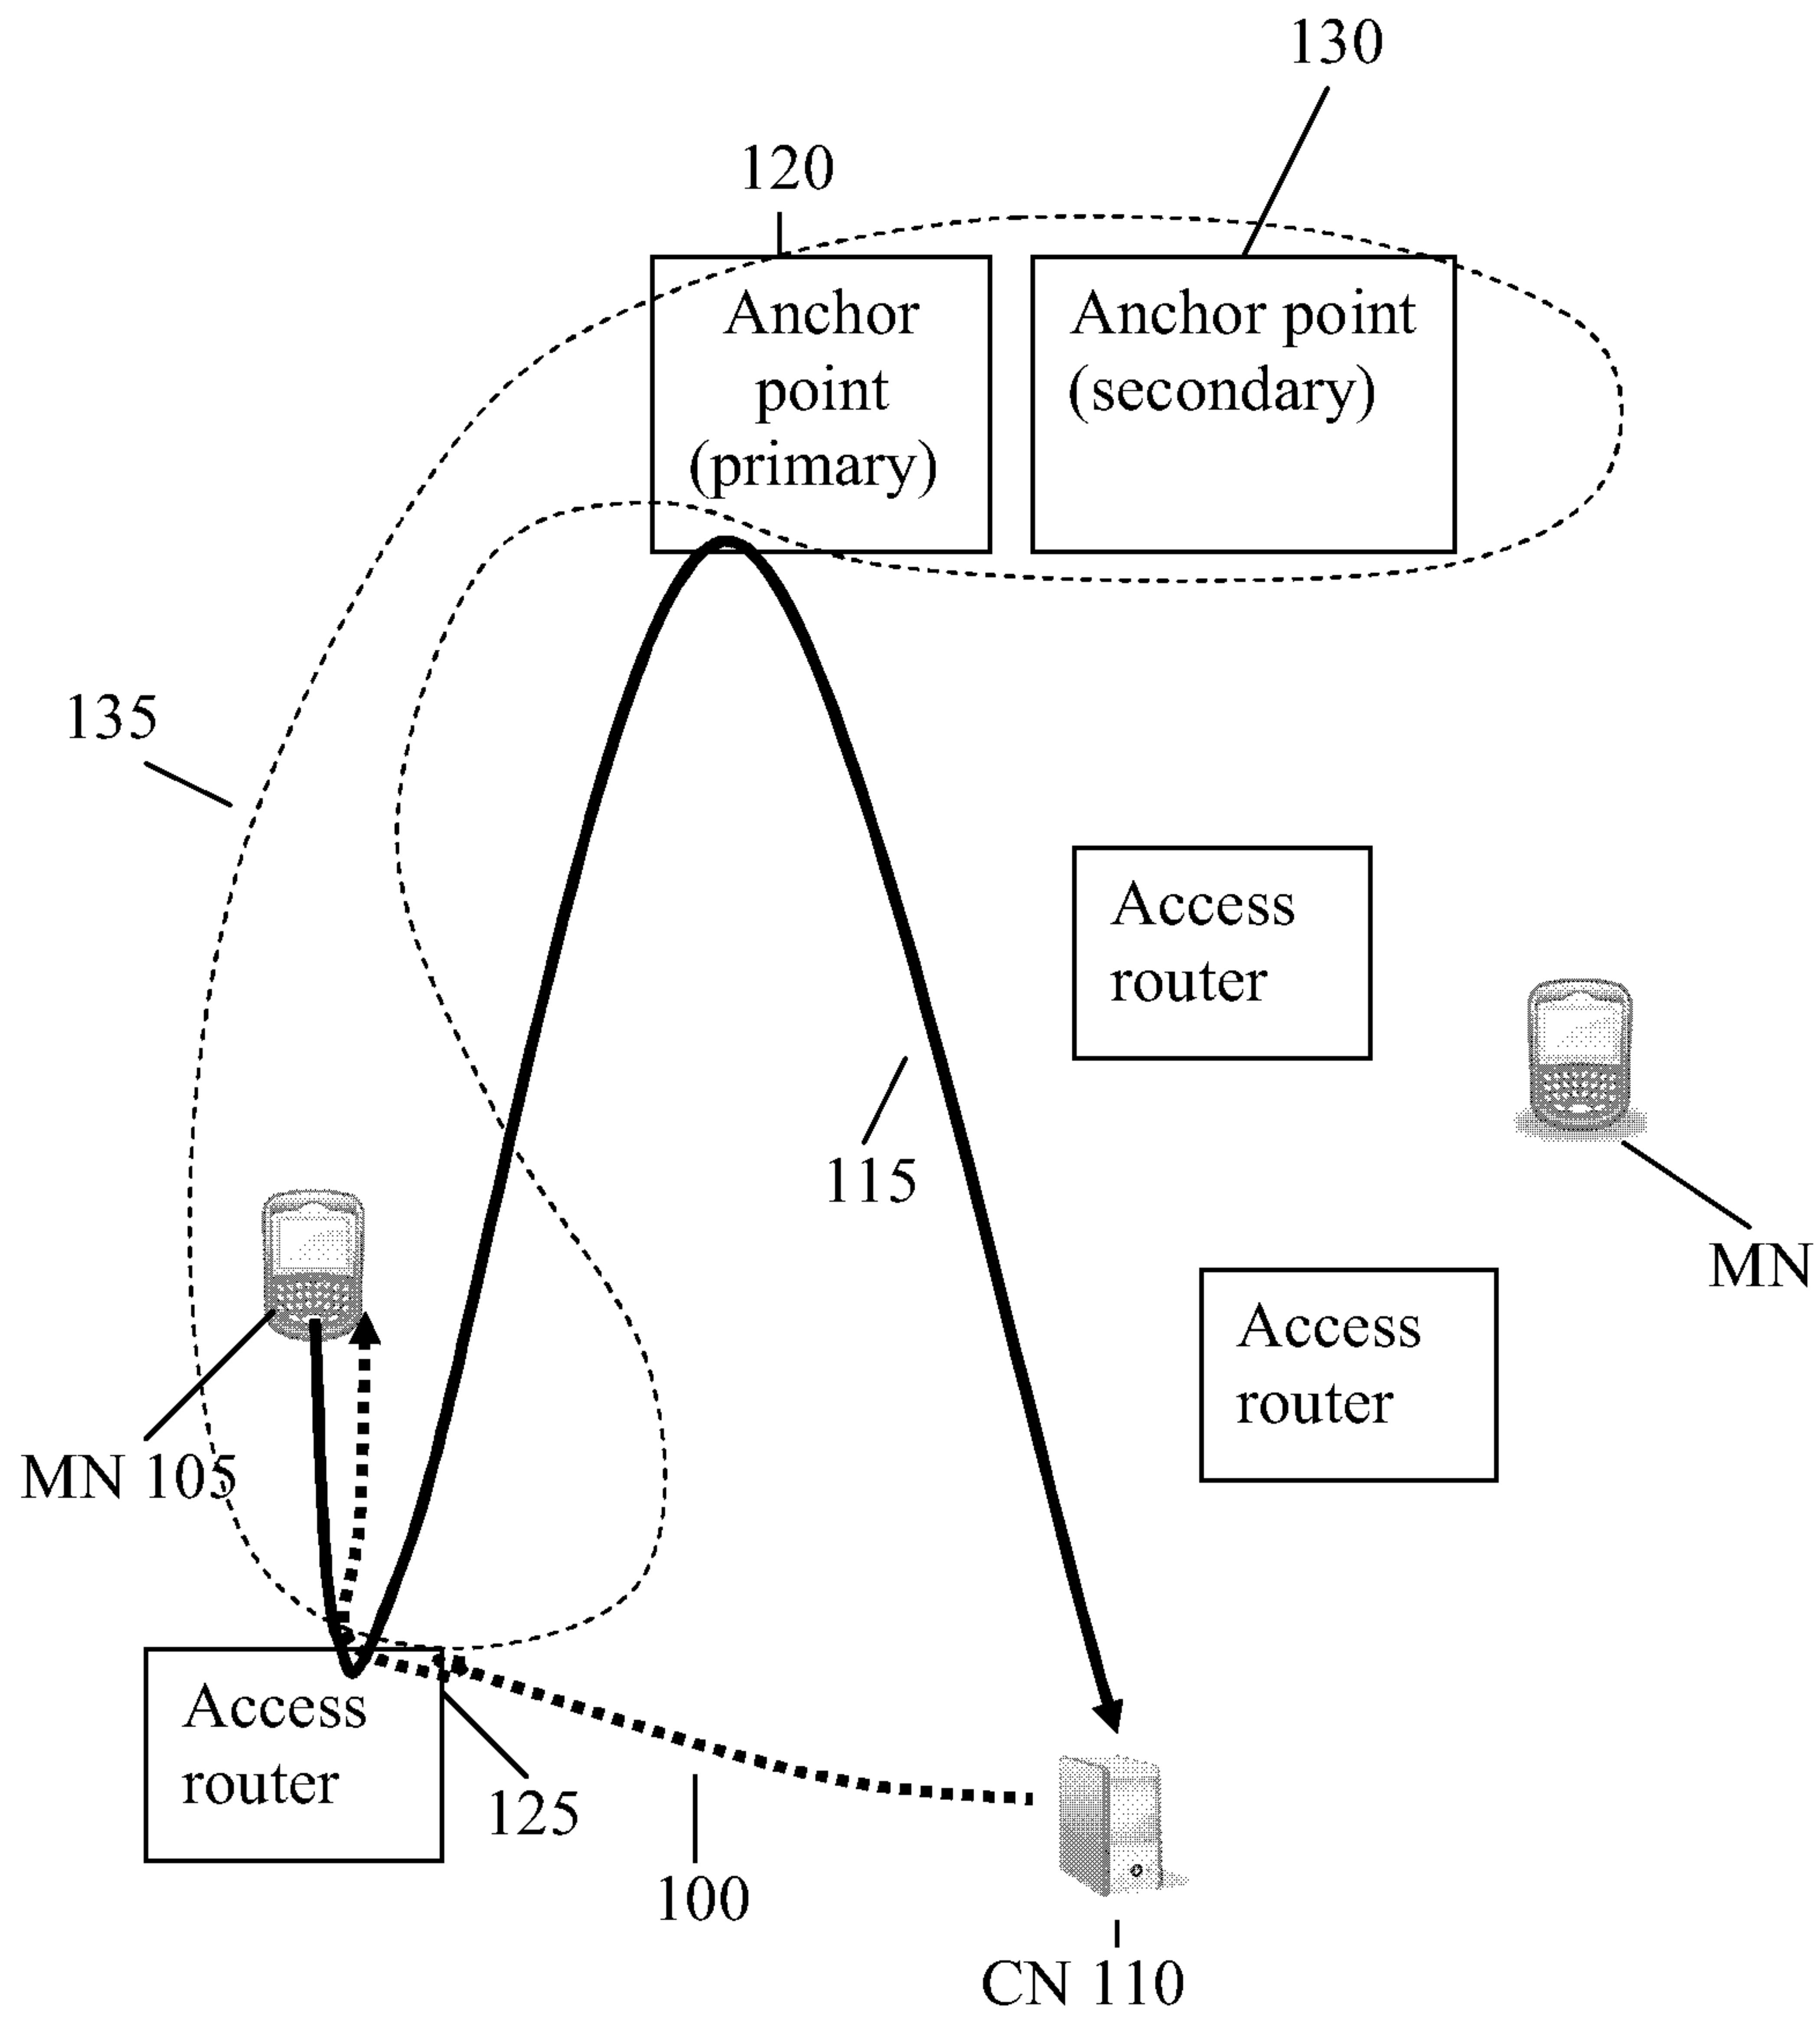 130
120
Anchor
point
(primary)
Anchor point
(secondary)
135
Access
router
115
MN
Access
router
MN 105
Access
router
125
100
CN 110